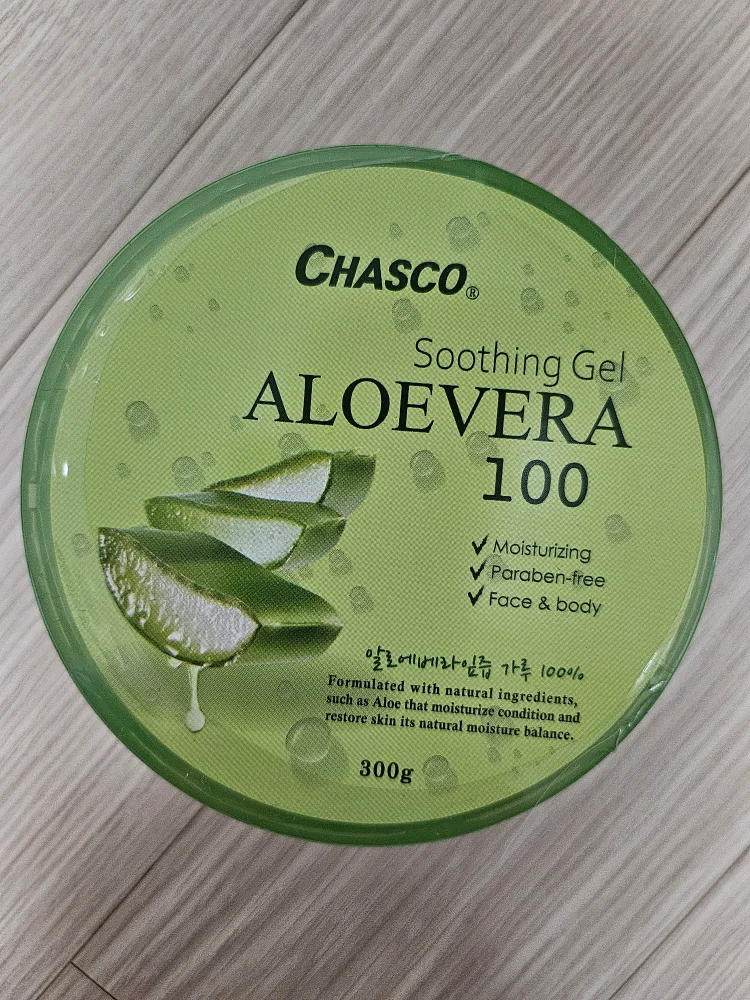 CHASCO®
Soothing Gel
ALOEVERA
100
✓ Moisturizing
✓ Paraben-free
✓ Face & body
알로에베라잎즙 가루 100%
Formulated with natural ingredients,
such as Aloe that moisturize condition and
restore skin its natural moisture balance.
300g